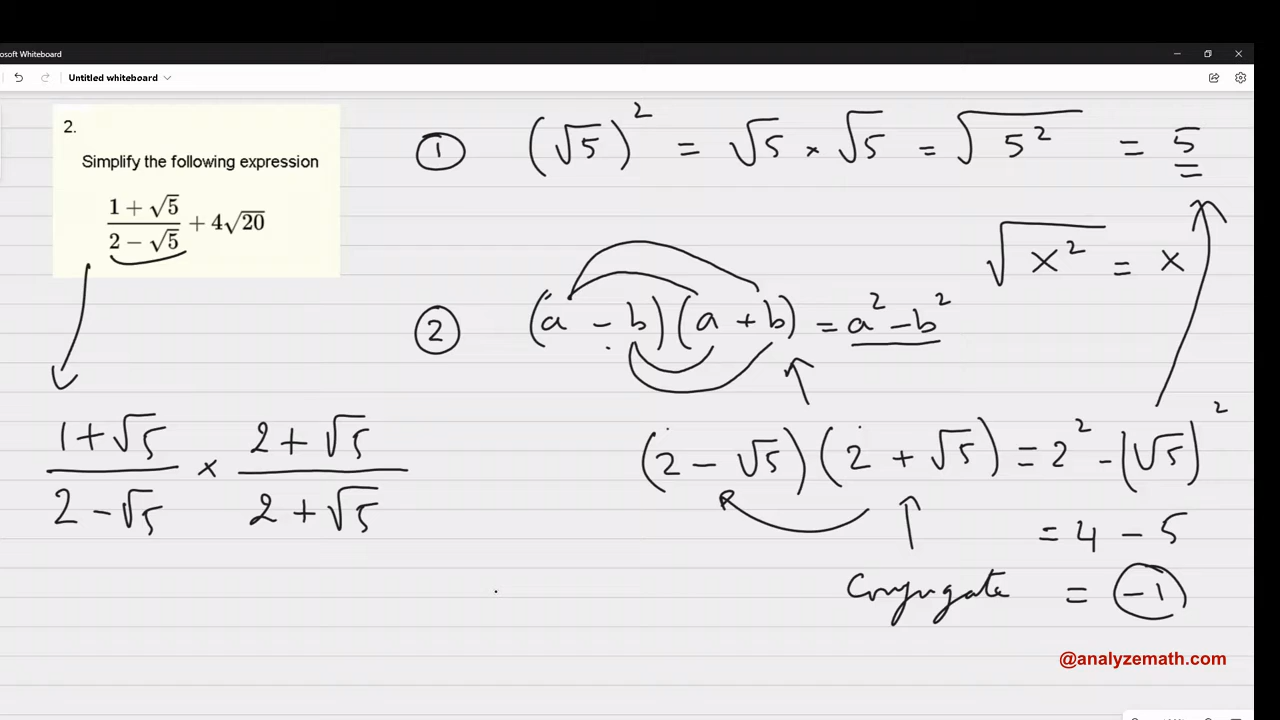 osoft Whiteboard
Untitled whiteboard
2.
Simplify the following expression
(1 + √5)/(2 − √5) + 4√20
① (√5)² = √5 × √5 = √5² = 5
√x² = x
② (a − b)(a + b) = a² − b²
(1 + √5)/(2 − √5) × (2 + √5)/(2 + √5)
(2 − √5)(2 + √5) = 2² − (√5)²
= 4 − 5
Conjugate = −1
@analyzemath.com